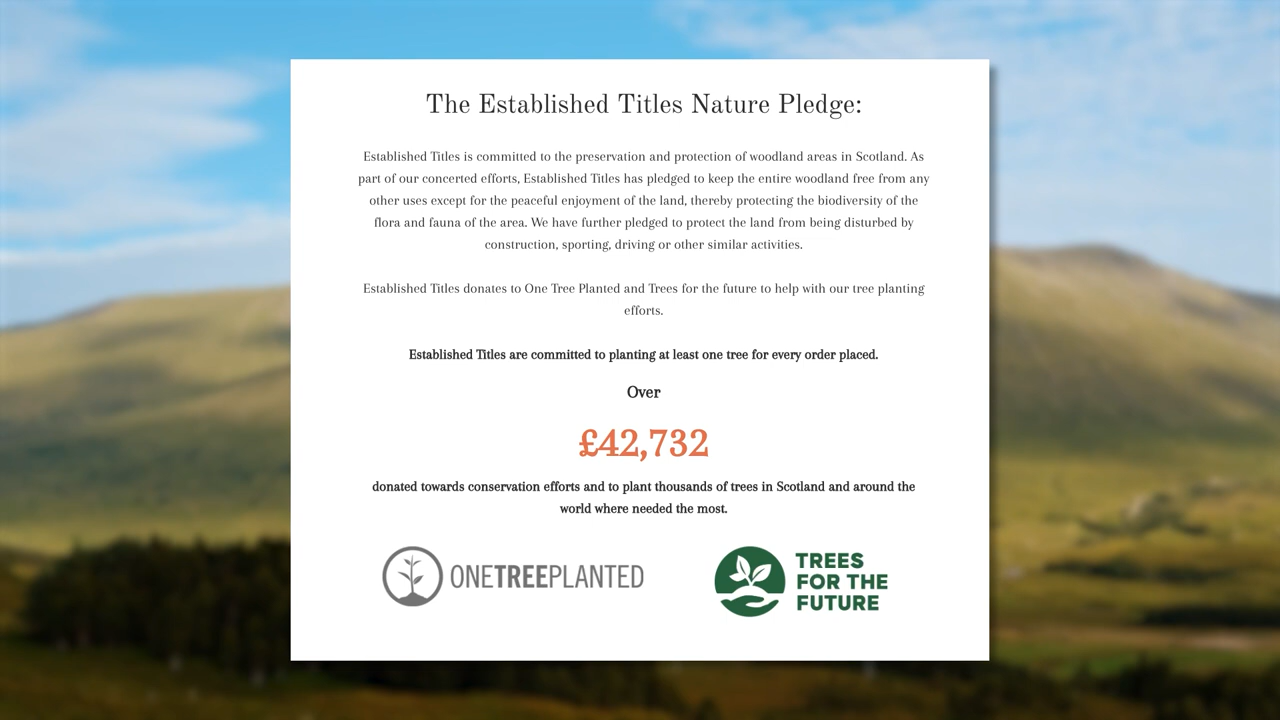 The Established Titles Nature Pledge:
Established Titles is committed to the preservation and protection of woodland areas in Scotland. As
part of our concerted efforts, Established Titles has pledged to keep the entire woodland free from any
other uses except for the peaceful enjoyment of the land, thereby protecting the biodiversity of the
flora and fauna of the area. We have further pledged to protect the land from being disturbed by
construction, sporting, driving or other similar activities.
Established Titles donates to One Tree Planted and Trees for the future to help with our tree planting
efforts.
Established Titles are committed to planting at least one tree for every order placed.
Over
£42,732
donated towards conservation efforts and to plant thousands of trees in Scotland and around the
world where needed the most.
ONETREEPLANTED
TREES
FOR THE
FUTURE